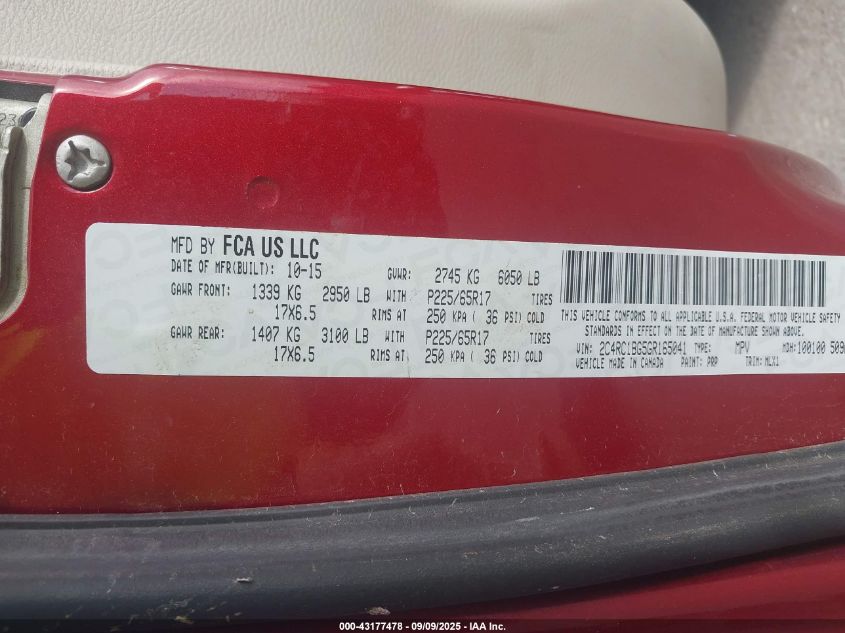 MFD BY FCA US LLC
DATE OF MFR(BUILT): 10-15 GVWR: 2745 KG 6050 LB
GAWR FRONT: 1339 KG 2950 LB WITH P225/65R17 TIRES
17X6.5 RIMS AT 250 KPA ( 36 PSI) COLD
GAWR REAR: 1407 KG 3100 LB WITH P225/65R17 TIRES
17X6.5 RIMS AT 250 KPA ( 36 PSI) COLD
THIS VEHICLE CONFORMS TO ALL APPLICABLE U.S.A. FEDERAL MOTOR VEHICLE SAFETY
STANDARDS IN EFFECT ON THE DATE OF MANUFACTURE SHOWN ABOVE.
VIN: 2C4RC1BG5GR165041 TYPE: MPV MDH: 100100 509
VEHICLE MADE IN CANADA PAINT: PRP TRIM: MLX1
000-43177478 - 09/09/2025 - IAA Inc.